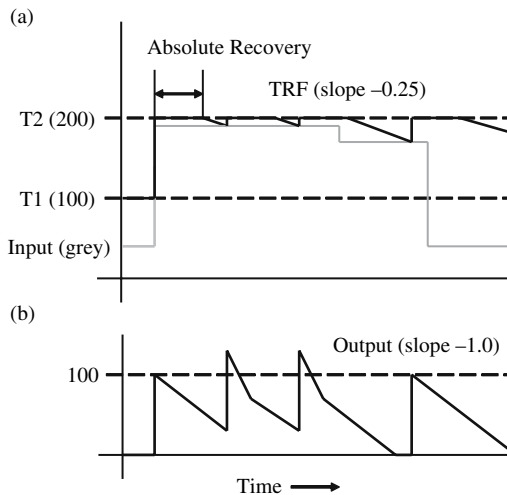 (a)
Absolute Recovery
TRF (slope –0.25)
T2 (200)
T1 (100)
Input (grey)
(b)
Output (slope –1.0)
100
Time